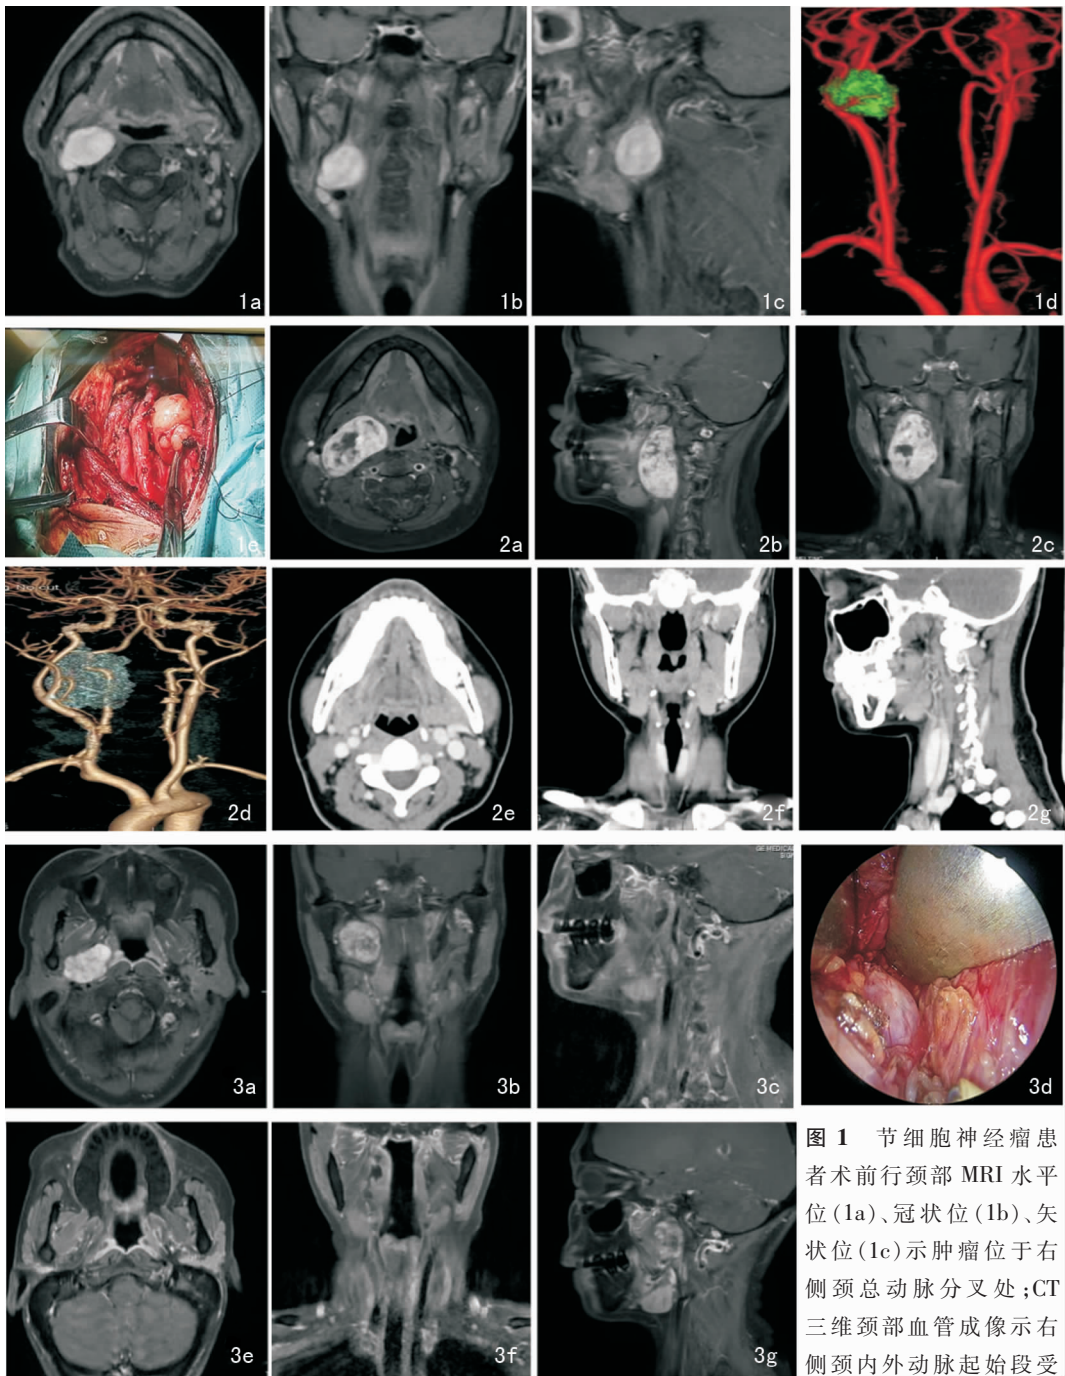 1a
1b
1c
1d
1e
2a
2b
2c
No cut
2d
2e
2f
2g
3a
3b
GE MEDICAL
3c
3d
3e
3f
3g
图 1 节细胞神经瘤患
者术前行颈部 MRI 水平
位(1a)、冠状位(1b)、矢
状位(1c)示肿瘤位于右
侧颈总动脉分叉处;CT
三维颈部血管成像示右
侧颈内外动脉起始段受